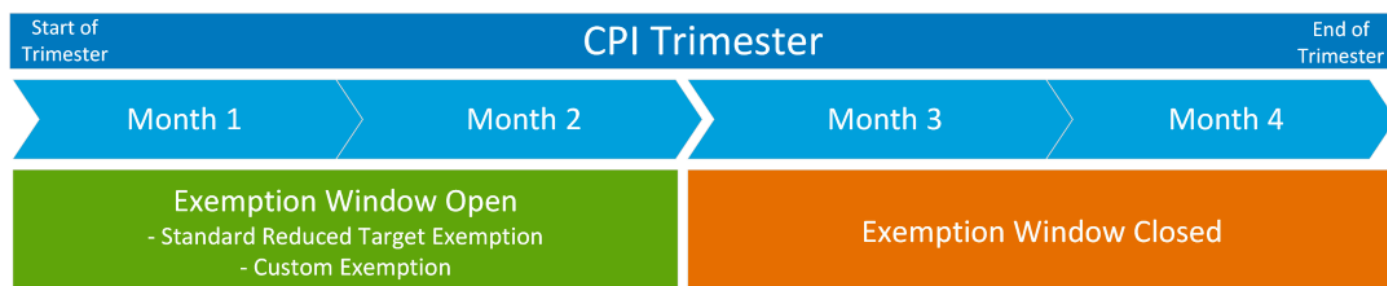 Start of
Trimester
CPI Trimester
End of
Trimester
Month 1
Month 2
Month 3
Month 4
Exemption Window Open
- Standard Reduced Target Exemption
- Custom Exemption
Exemption Window Closed